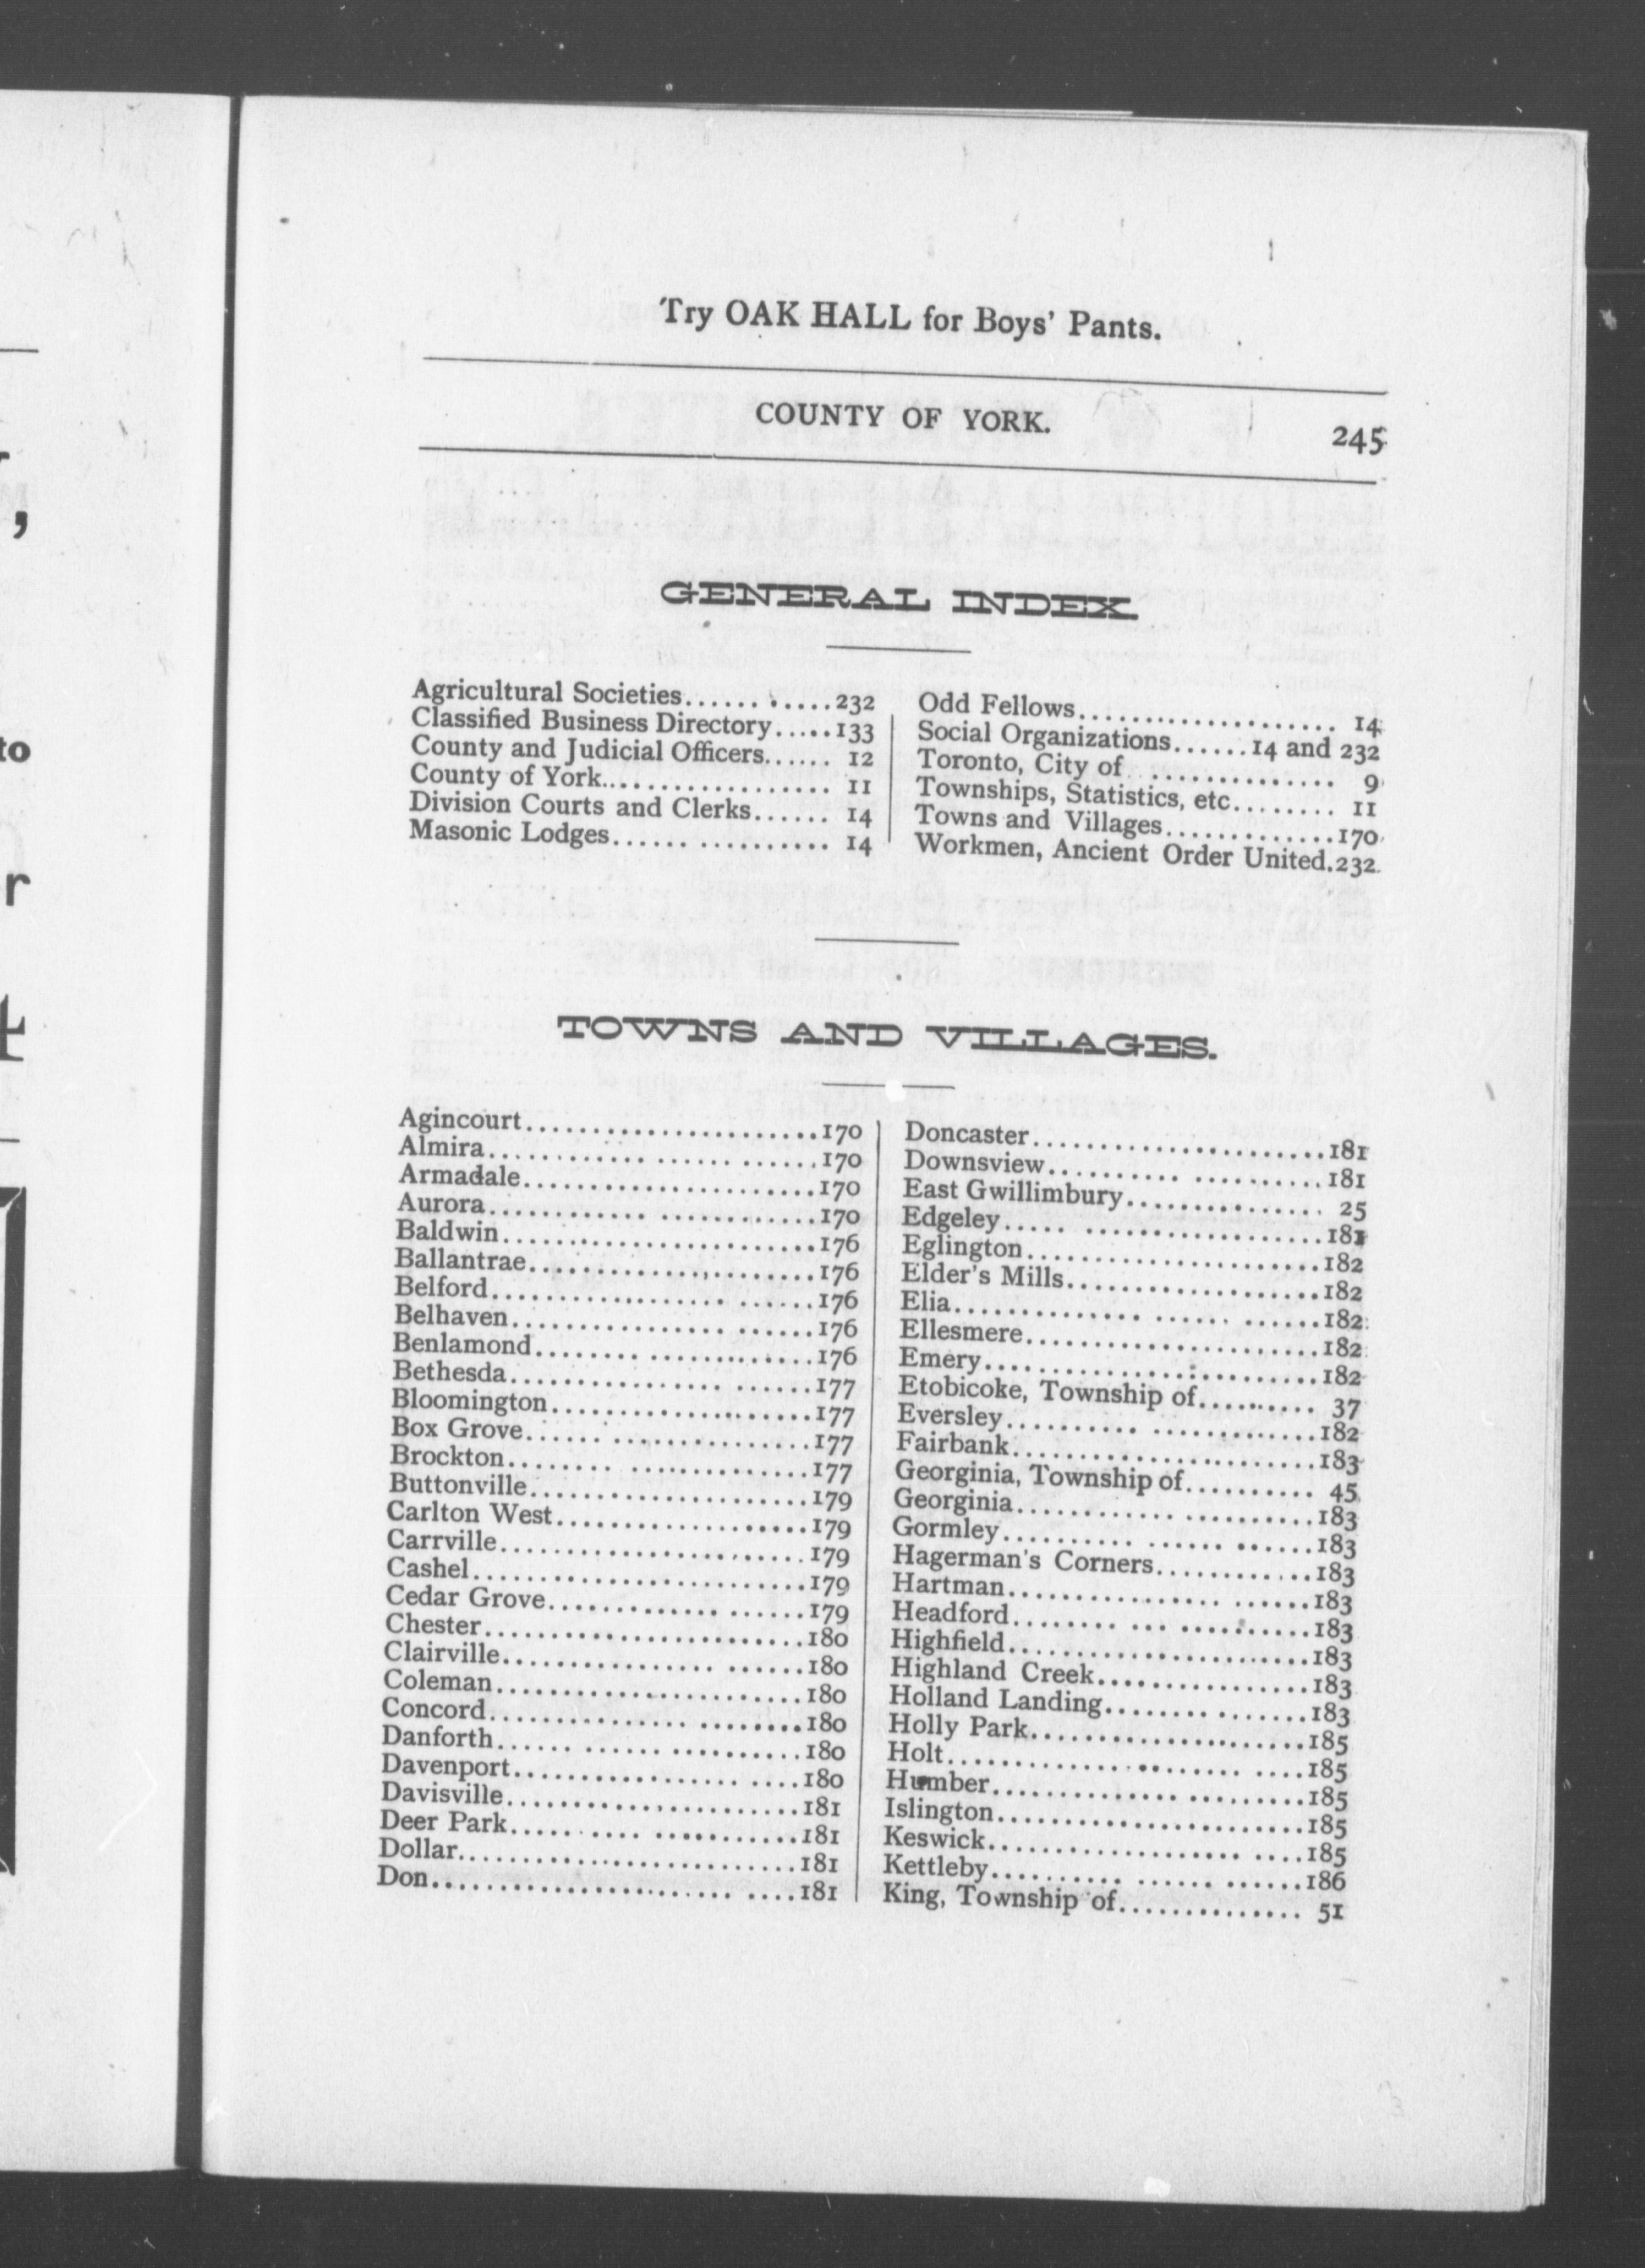 Try OAK HALL for Boys' Pants.
COUNTY OF YORK. 245
GENERAL INDEX.
Agricultural Societies............232
Classified Business Directory.....133
County and Judicial Officers...... 12
County of York................... 11
Division Courts and Clerks...... 14
Masonic Lodges................ 14
Odd Fellows................... 14
Social Organizations......14 and 232
Toronto, City of .............. 9
Townships, Statistics, etc........ 11
Towns and Villages.............170
Workmen, Ancient Order United.232
TOWNS AND VILLAGES.
Agincourt......................170
Almira........................170
Armadale......................170
Aurora........................170
Baldwin........................176
Ballantrae......................176
Belford........................176
Belhaven......................176
Benlamond....................176
Bethesda......................177
Bloomington....................177
Box Grove.....................177
Brockton......................177
Buttonville.....................179
Carlton West...................179
Carrville.......................179
Cashel.........................179
Cedar Grove...................179
Chester........................180
Clairville.......................180
Coleman.......................180
Concord.......................180
Danforth......................180
Davenport.....................180
Davisville......................181
Deer Park.....................181
Dollar.........................181
Don...........................181
Doncaster......................181
Downsview....................181
East Gwillimbury............... 25
Edgeley.......................181
Eglington......................182
Elder's Mills...................182
Elia...........................182
Ellesmere......................182
Emery.........................182
Etobicoke, Township of......... 37
Eversley.......................182
Fairbank.......................183
Georginia, Township of.......... 45
Georginia......................183
Gormley.......................183
Hagerman's Corners............183
Hartman......................183
Headford......................183
Highfield......................183
Highland Creek................183
Holland Landing...............183
Holly Park.....................185
Holt..........................185
Humber.......................185
Islington.......................185
Keswick.......................185
Kettleby.......................186
King, Township of.............. 51
to
r